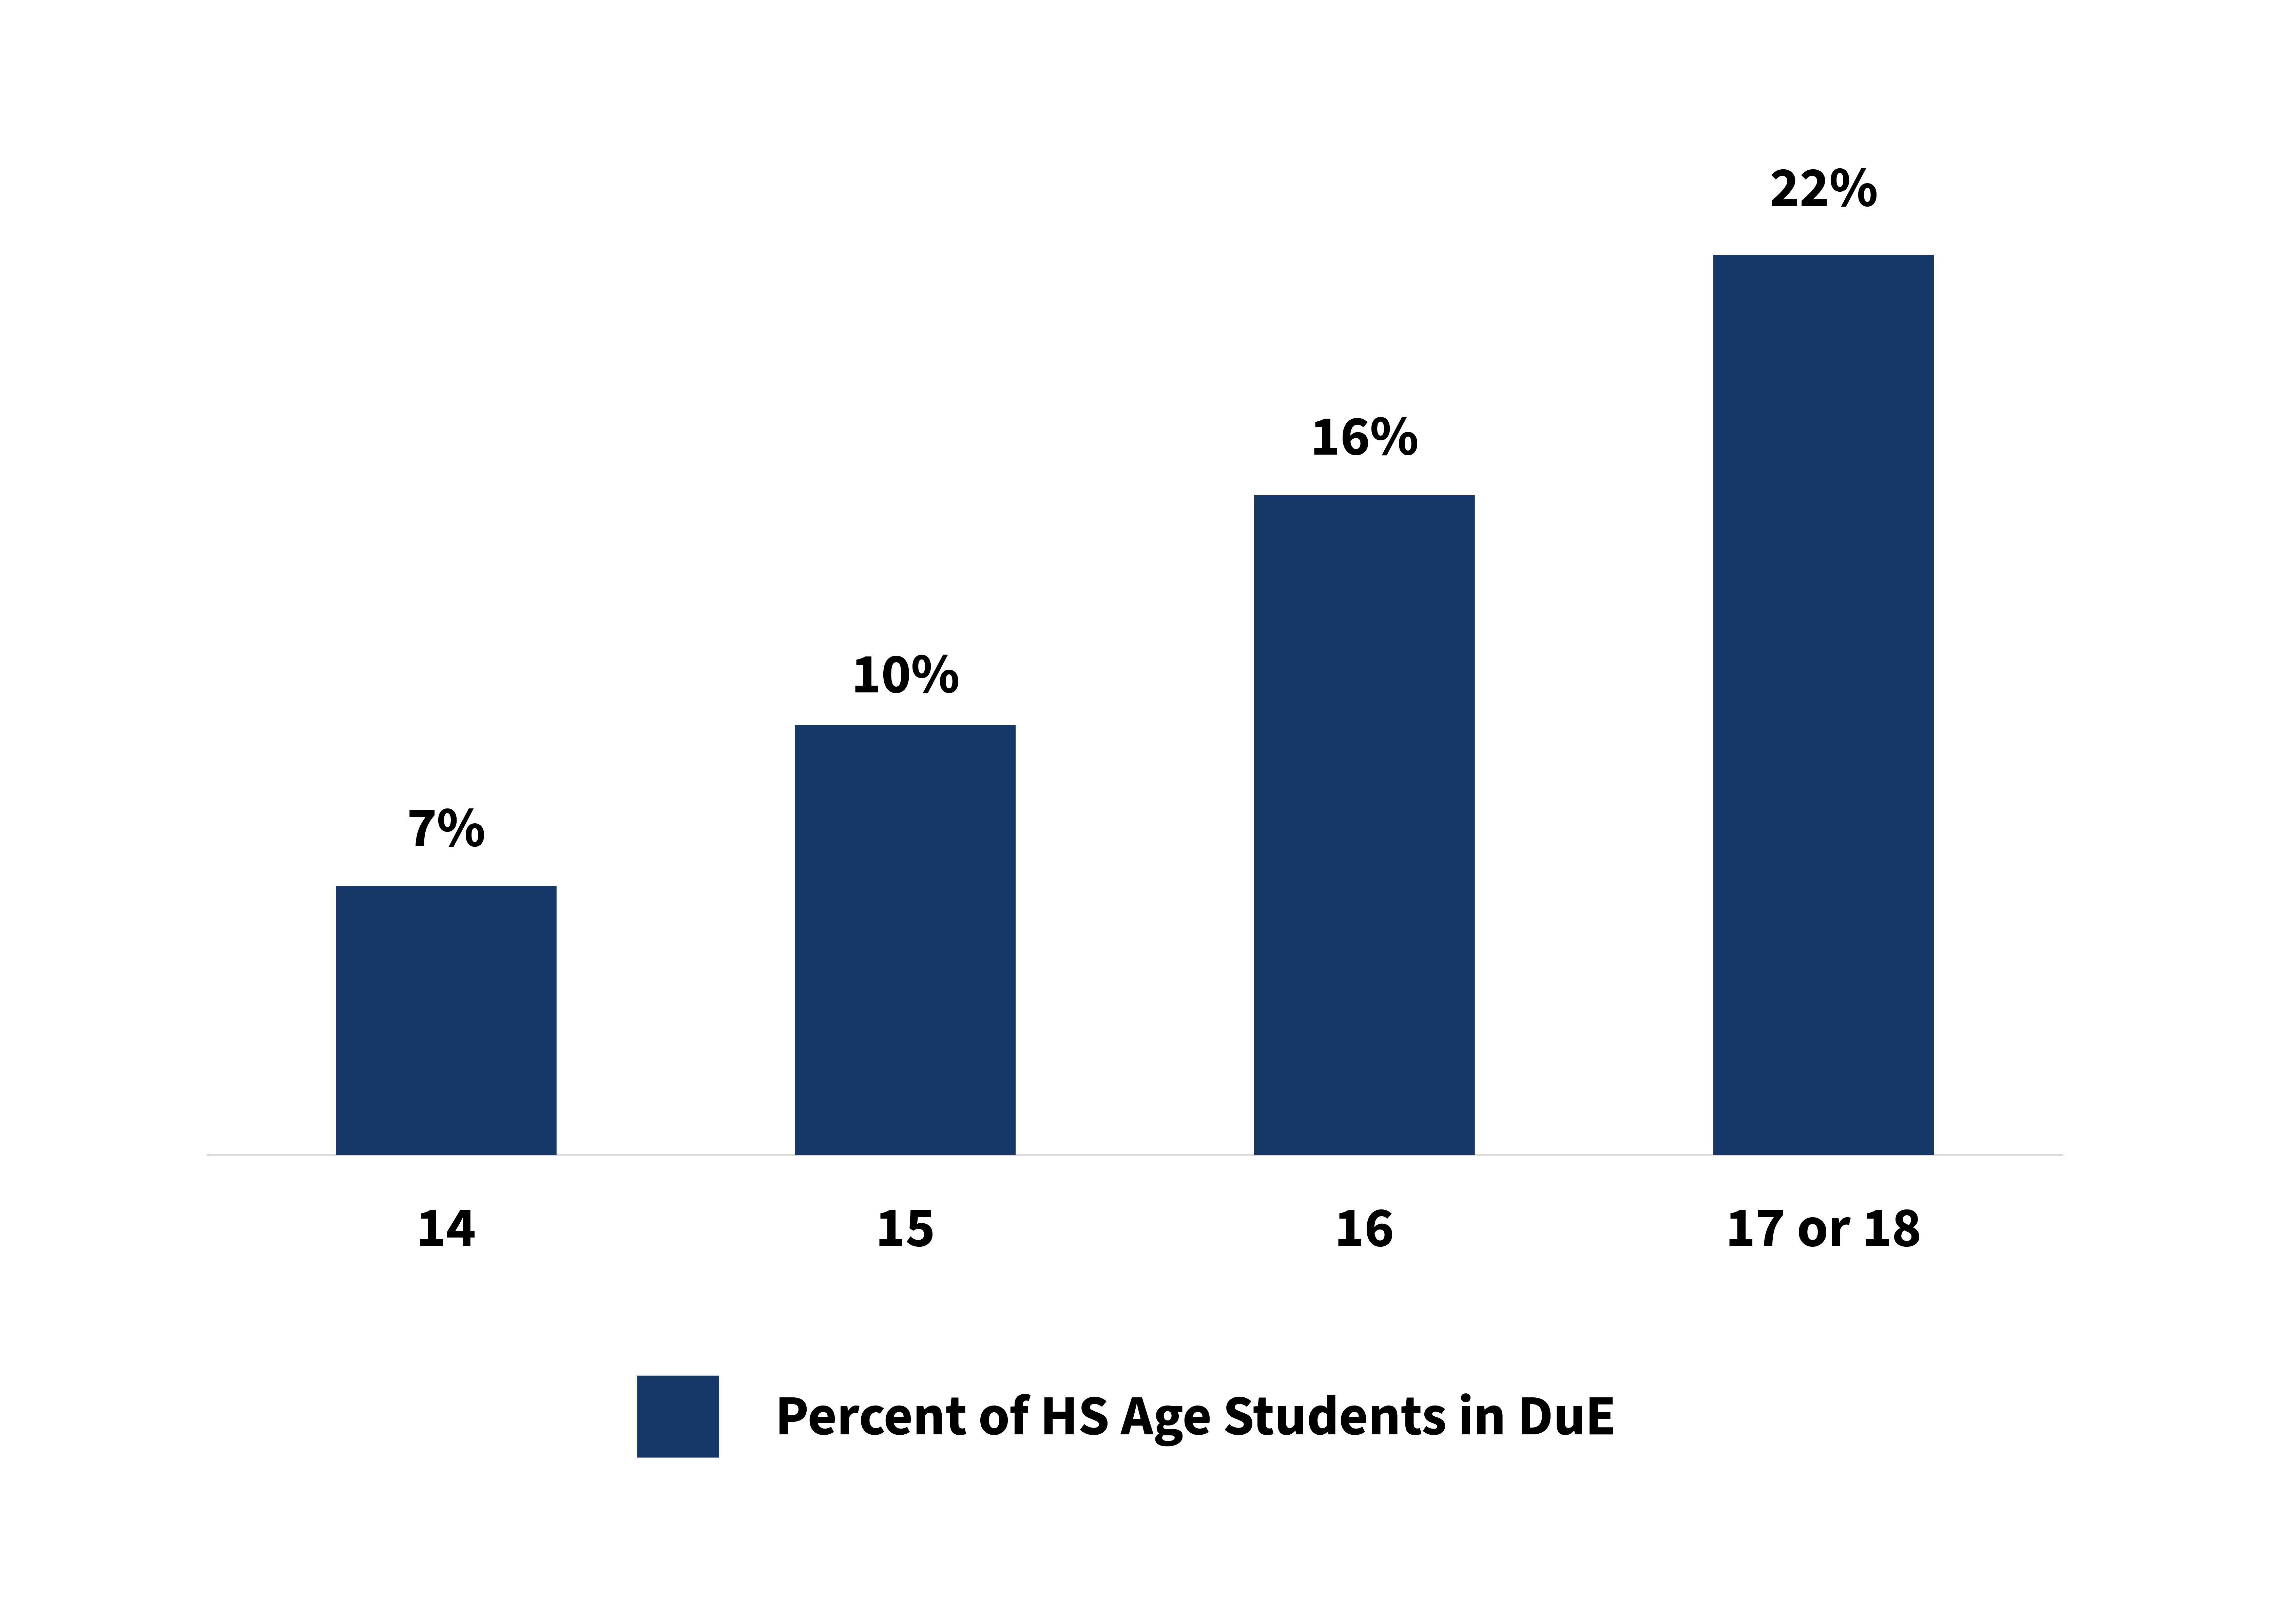 22%
16%
10%
7%
14 15 16 17 or 18
Percent of HS Age Students in DuE